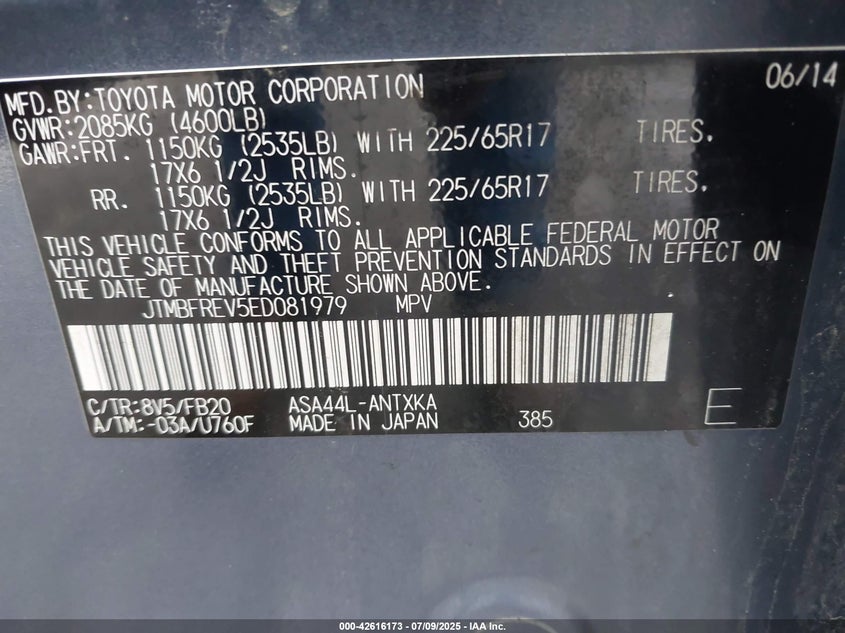 06/14
MFD.BY:TOYOTA MOTOR CORPORATION
GVWR:2085KG (4600LB)
GAWR:FRT. 1150KG (2535LB) WITH 225/65R17 TIRES.
17X6 1/2J RIMS.
RR. 1150KG (2535LB) WITH 225/65R17 TIRES.
17X6 1/2J RIMS.
THIS VEHICLE CONFORMS TO ALL APPLICABLE FEDERAL MOTOR
VEHICLE SAFETY AND THEFT PREVENTION STANDARDS IN EFFECT ON
THE DATE OF MANUFACTURE SHOWN ABOVE.
JTMBFREV5ED081979 MPV
C/TR:8V5/FB20 ASA44L-ANTXKA
A/TM:-03A/U760F MADE IN JAPAN 385 E
000-42616173 | 07/09/2025 | IAA Inc.